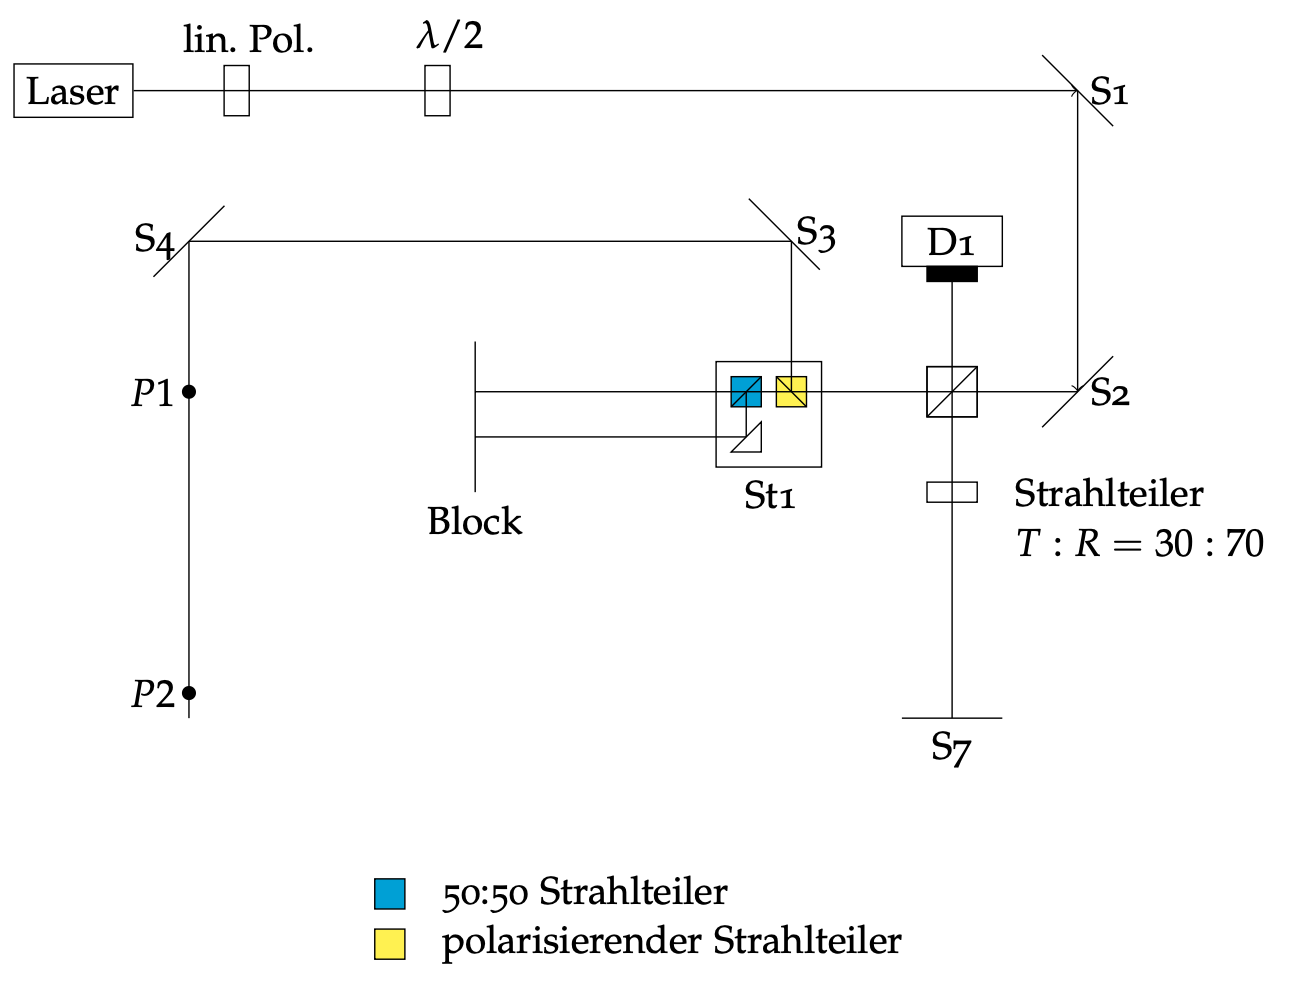 lin. Pol.
λ/2
Laser
S1
S4
S3
D1
P1
S2
St1
Block
Strahlteiler
T : R = 30 : 70
P2
S7
50:50 Strahlteiler
polarisierender Strahlteiler